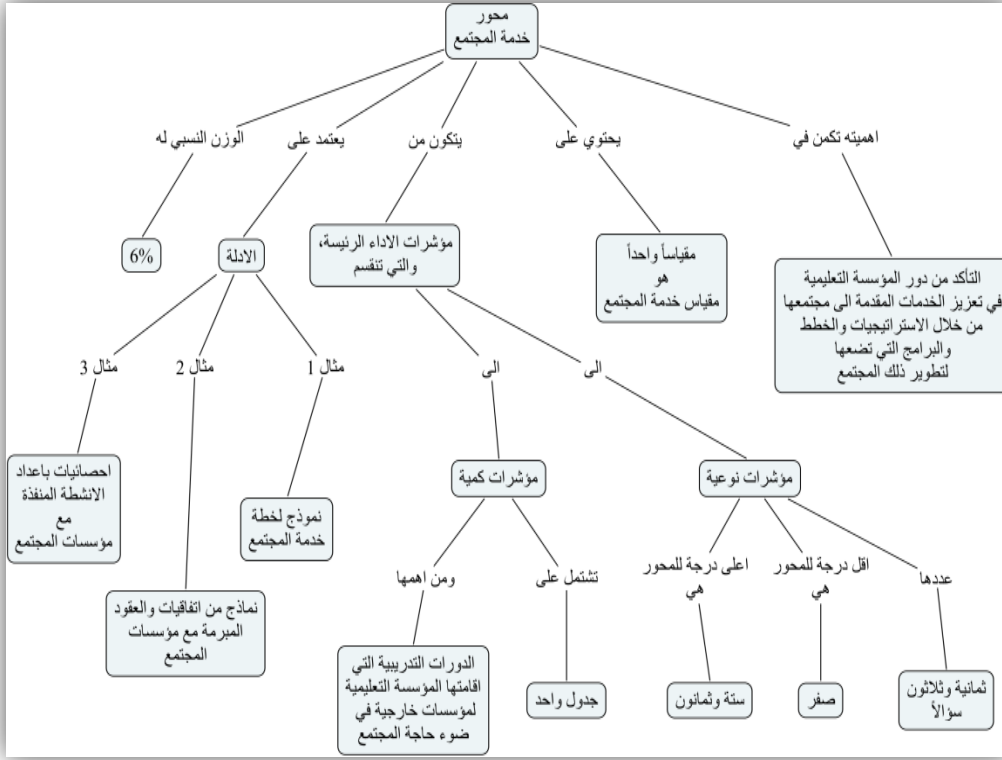 محور
خدمة المجتمع
اهميته تكمن في
يحتوي على
يتكون من
يعتمد على
الوزن النسبي له
التأكد من دور المؤسسة التعليمية
في تعزيز الخدمات المقدمة الى مجتمعها
من خلال الاستراتيجيات والخطط
والبرامج التي تضعها
لتطوير ذلك المجتمع
مقياساً واحداً
هو
مقياس خدمة المجتمع
مؤشرات الاداء الرئيسة،
والتي تنقسم
الادلة
6%
الى
الى
مثال 1
مثال 2
مثال 3
مؤشرات نوعية
مؤشرات كمية
نموذج لخطة
خدمة المجتمع
نماذج من اتفاقيات والعقود
المبرمة مع مؤسسات
المجتمع
احصائيات باعداد
الانشطة المنفذة
مع
مؤسسات المجتمع
عددها
اقل درجة للمحور
هي
اعلى درجة للمحور
هي
تشتمل على
ومن اهمها
ثمانية وثلاثون
سؤالاً
صفر
ستة وثمانون
جدول واحد
الدورات التدريبية التي
اقامتها المؤسسة التعليمية
لمؤسسات خارجية في
ضوء حاجة المجتمع